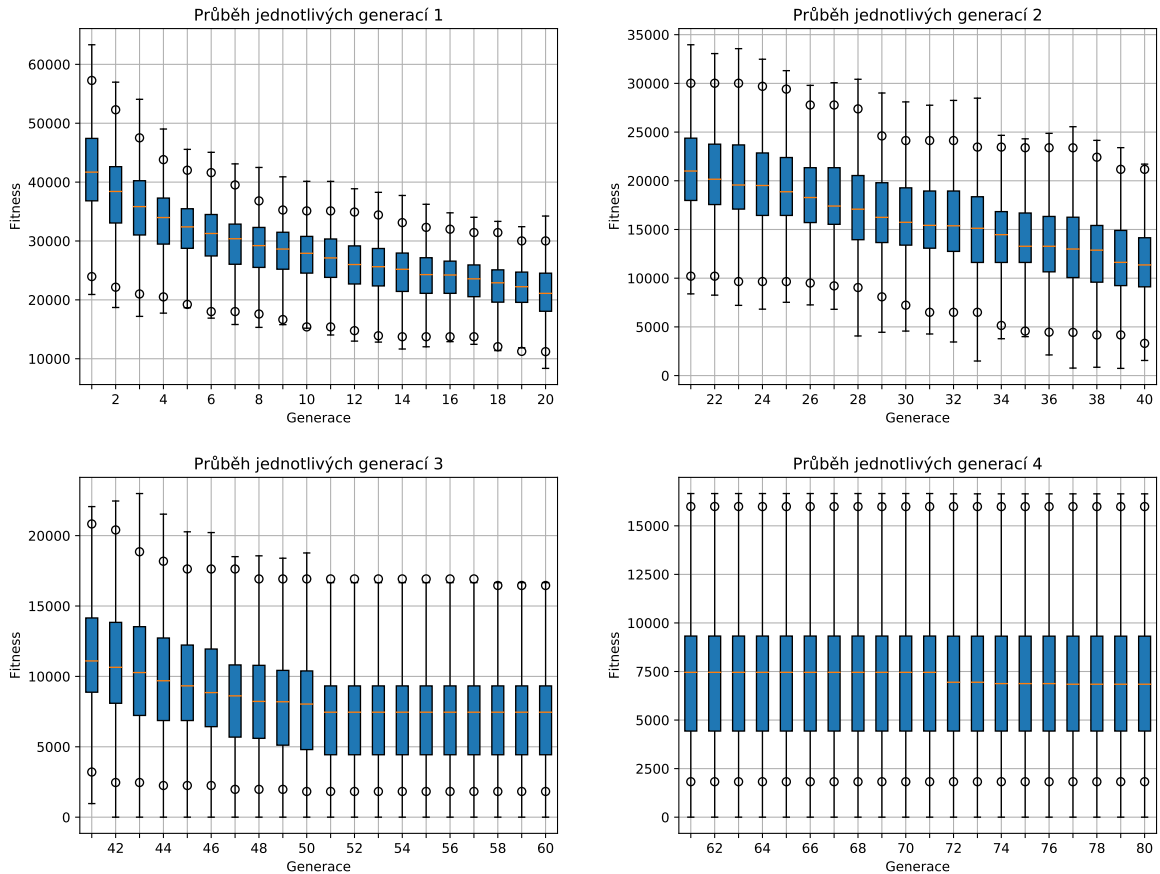 Průběh jednotlivých generací 1
60000
50000
40000
30000
20000
10000
Fitness
2 4 6 8 10 12 14 16 18 20
Generace
Průběh jednotlivých generací 2
35000
30000
25000
20000
15000
10000
5000
0
Fitness
22 24 26 28 30 32 34 36 38 40
Generace
Průběh jednotlivých generací 3
20000
15000
10000
5000
0
Fitness
42 44 46 48 50 52 54 56 58 60
Generace
Průběh jednotlivých generací 4
15000
12500
10000
7500
5000
2500
0
Fitness
62 64 66 68 70 72 74 76 78 80
Generace